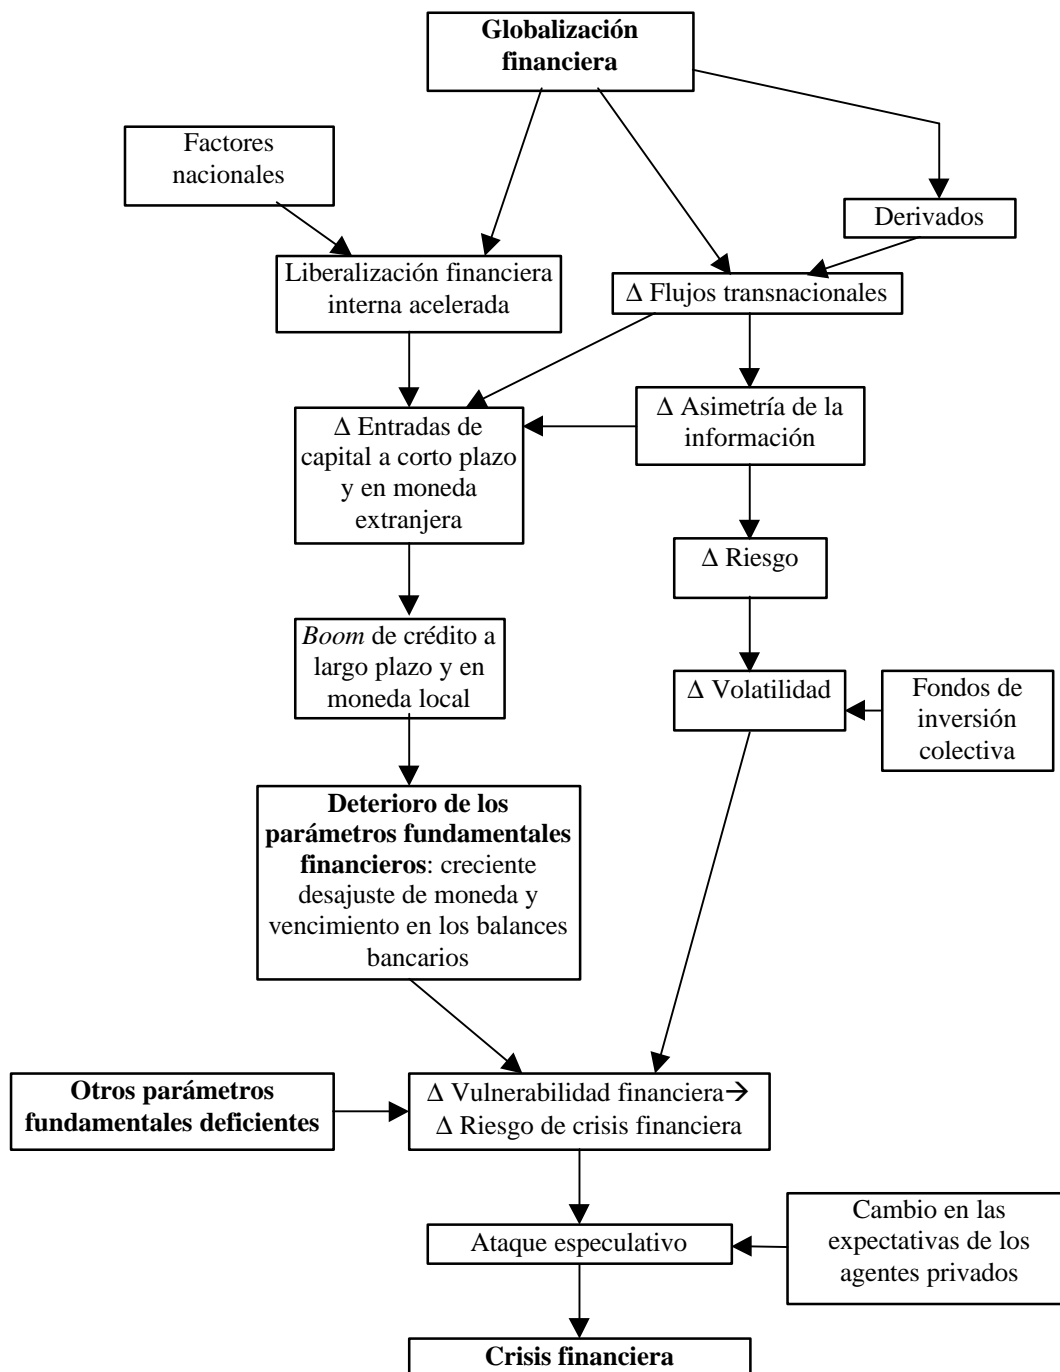 Globalización
financiera
Factores
nacionales
Derivados
Liberalización financiera
interna acelerada
Δ Flujos transnacionales
Δ Entradas de
capital a corto plazo
y en moneda
extranjera
Δ Asimetría de la
información
Δ Riesgo
Boom de crédito a
largo plazo y en
moneda local
Δ Volatilidad
Fondos de
inversión
colectiva
Deterioro de los
parámetros fundamentales
financieros: creciente
desajuste de moneda y
vencimiento en los balances
bancarios
Otros parámetros
fundamentales deficientes
Δ Vulnerabilidad financiera→
Δ Riesgo de crisis financiera
Ataque especulativo
Cambio en las
expectativas de los
agentes privados
Crisis financiera